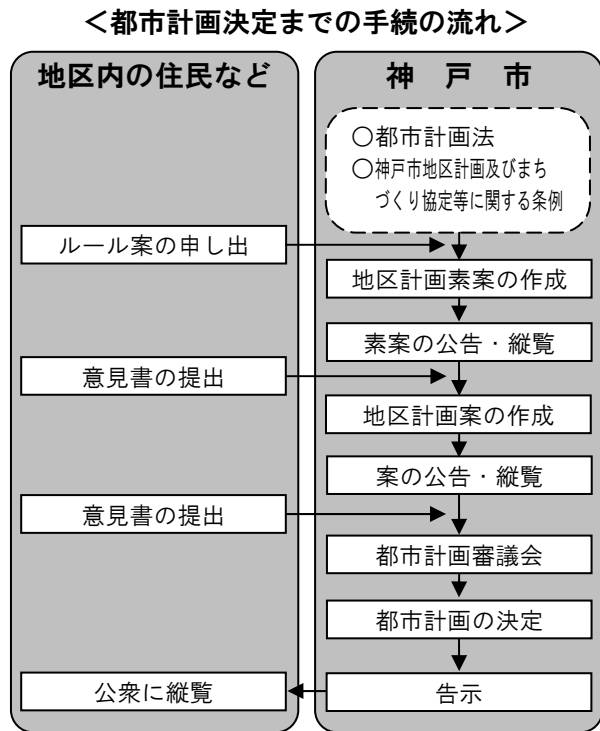 ＜都市計画決定までの手続の流れ＞
地区内の住民など
神 戸 市
○都市計画法
○神戸市地区計画及びまち
づくり協定等に関する条例
ルール案の申し出
地区計画素案の作成
素案の公告・縦覧
意見書の提出
地区計画案の作成
案の公告・縦覧
意見書の提出
都市計画審議会
都市計画の決定
公衆に縦覧
告示